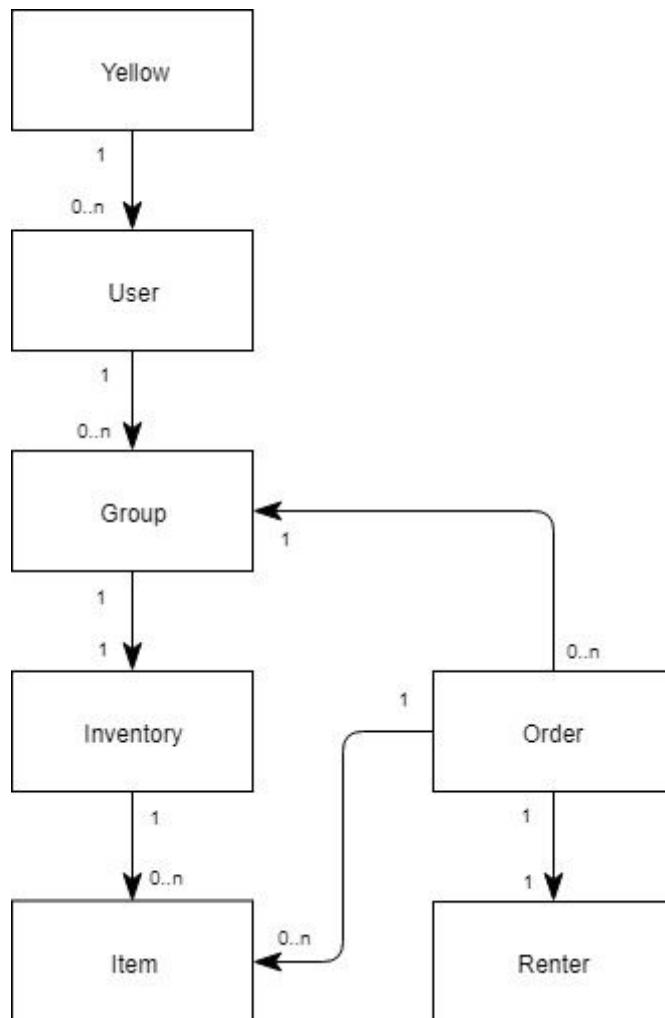 Yellow
1
0..n
User
1
0..n
Group
1
1
1
0..n
1
Inventory
Order
1
1
0..n
1
0..n
Item
Renter